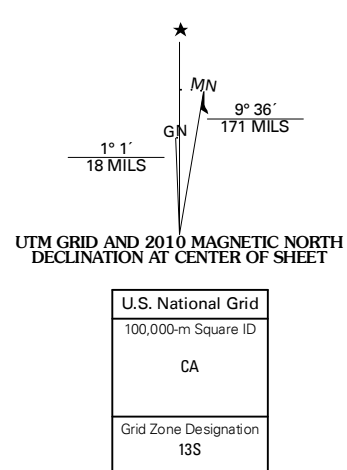 ★
MN
GN
9° 36´
171 MILS
1° 1´
18 MILS
UTM GRID AND 2010 MAGNETIC NORTH
DECLINATION AT CENTER OF SHEET
U.S. National Grid
100,000-m Square ID
CA
Grid Zone Designation
13S